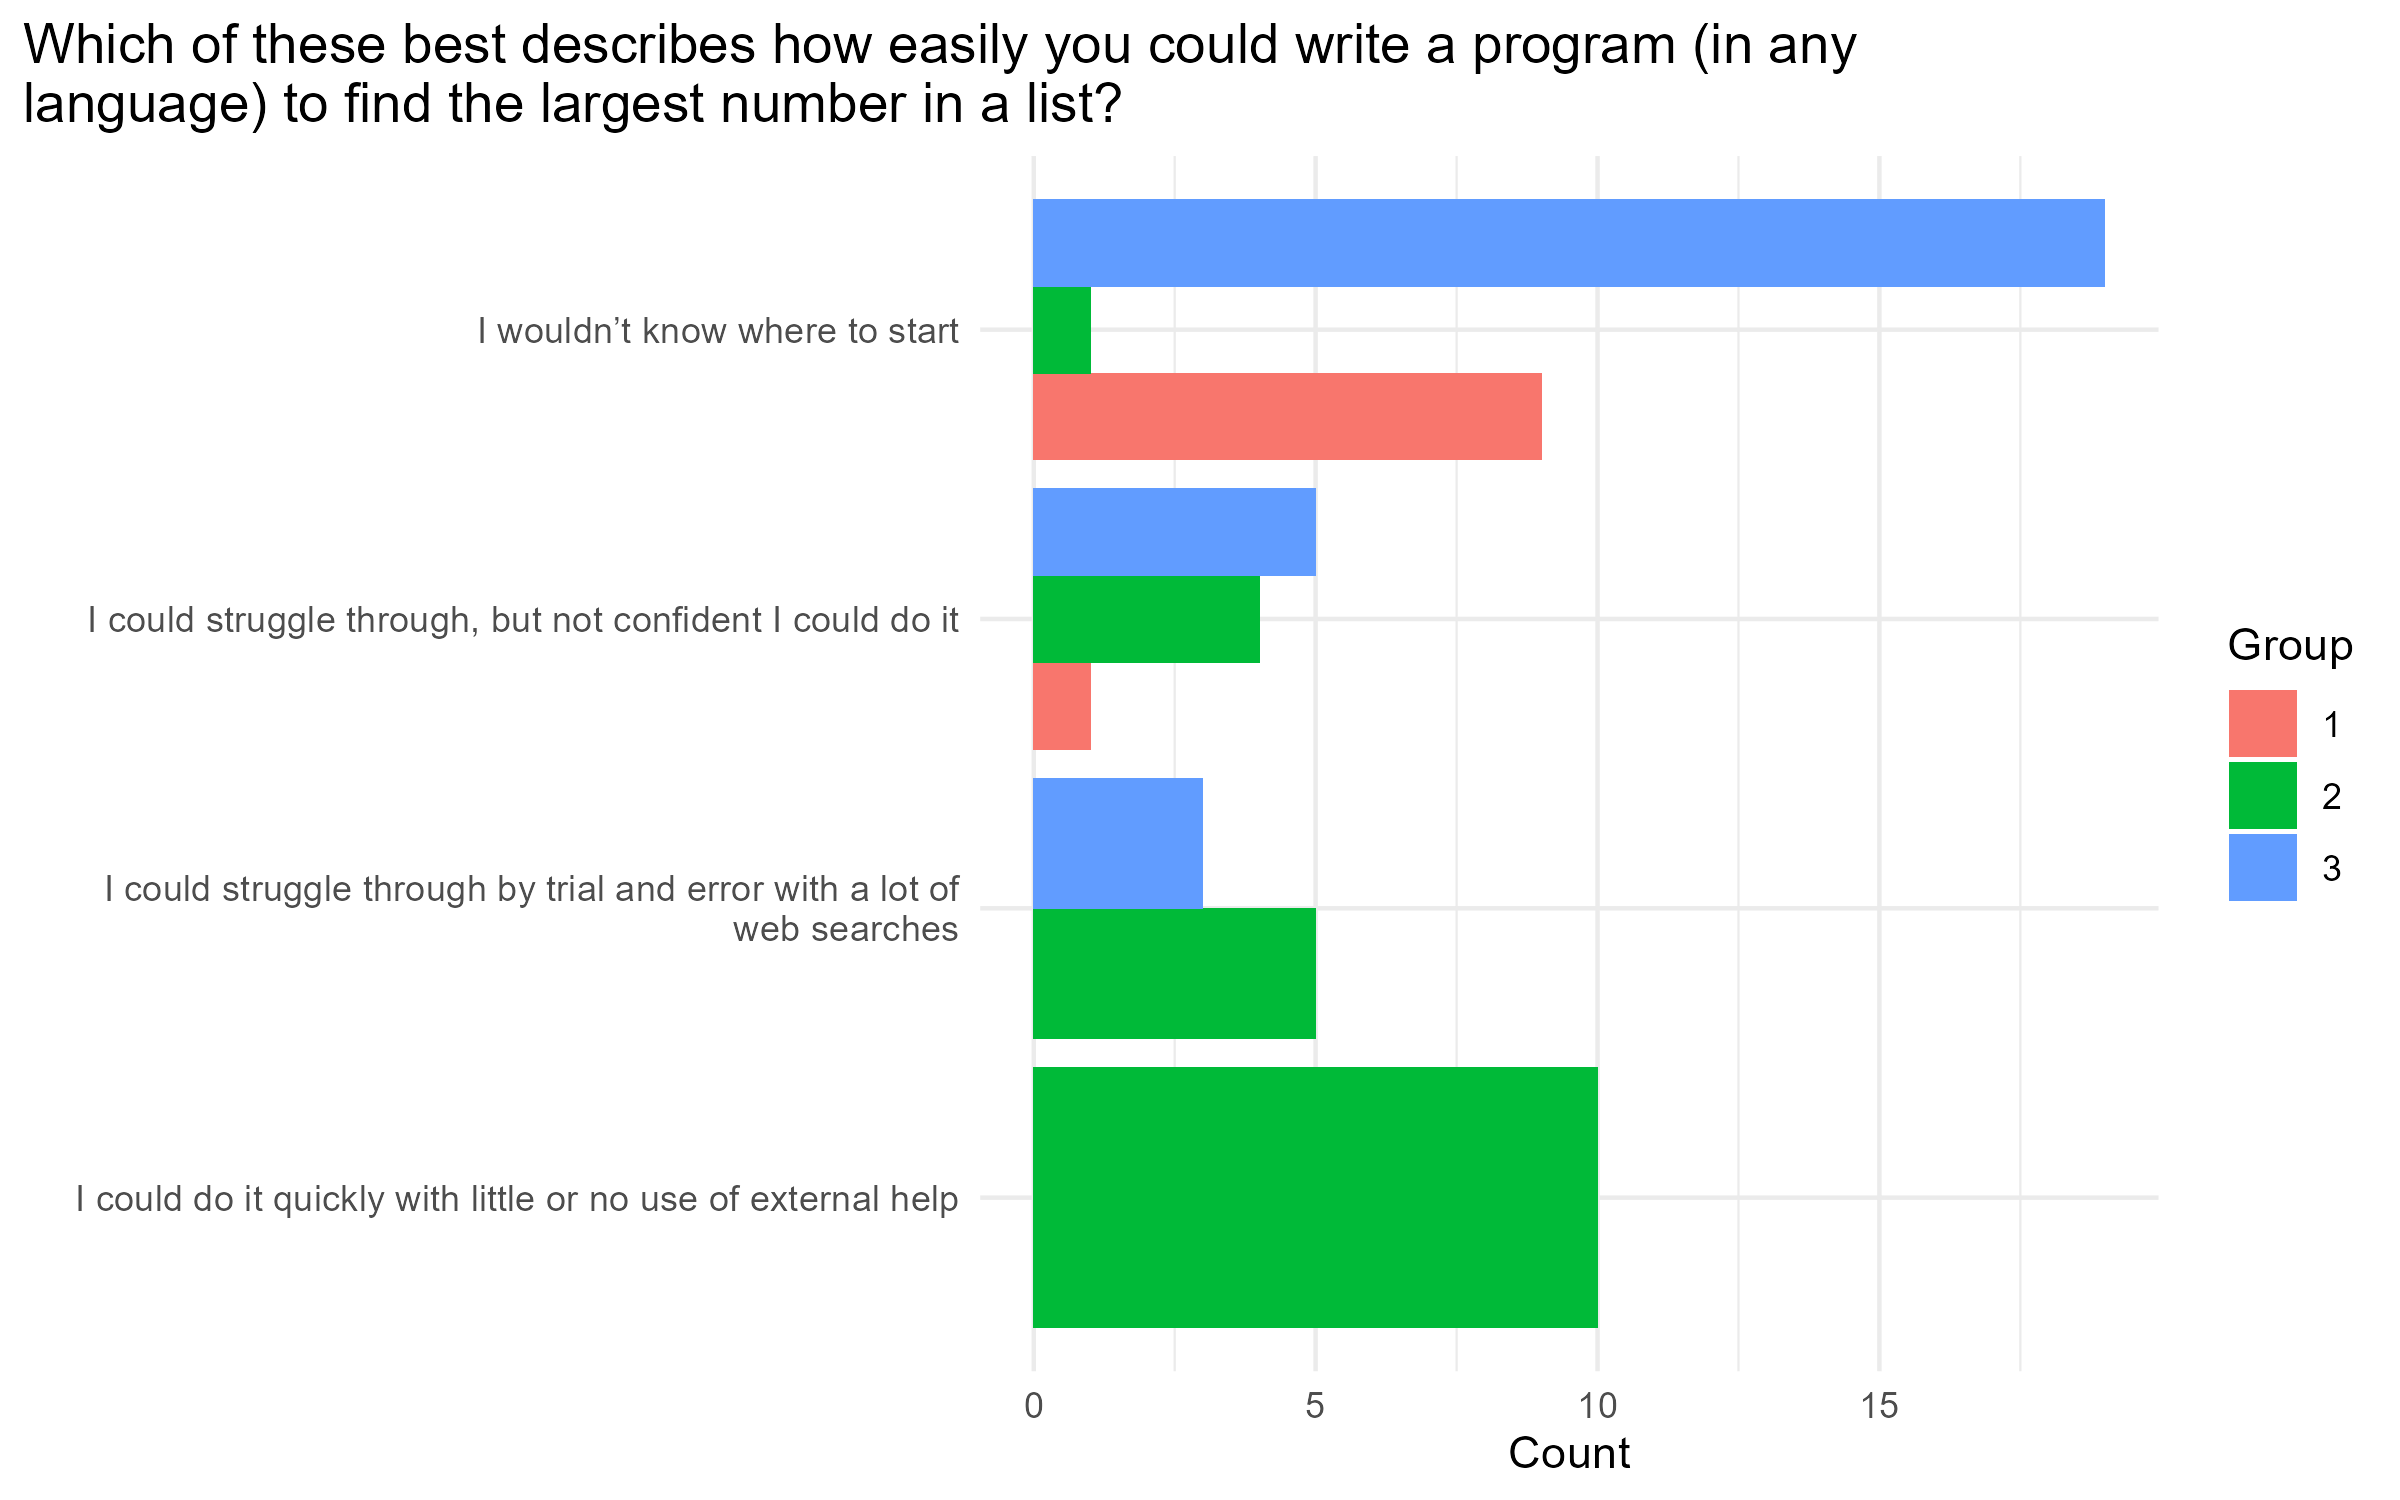 Which of these best describes how easily you could write a program (in any
language) to find the largest number in a list?
I wouldn’t know where to start
I could struggle through, but not confident I could do it
I could struggle through by trial and error with a lot of
web searches
I could do it quickly with little or no use of external help
0
5
10
15
Count
Group
1
2
3